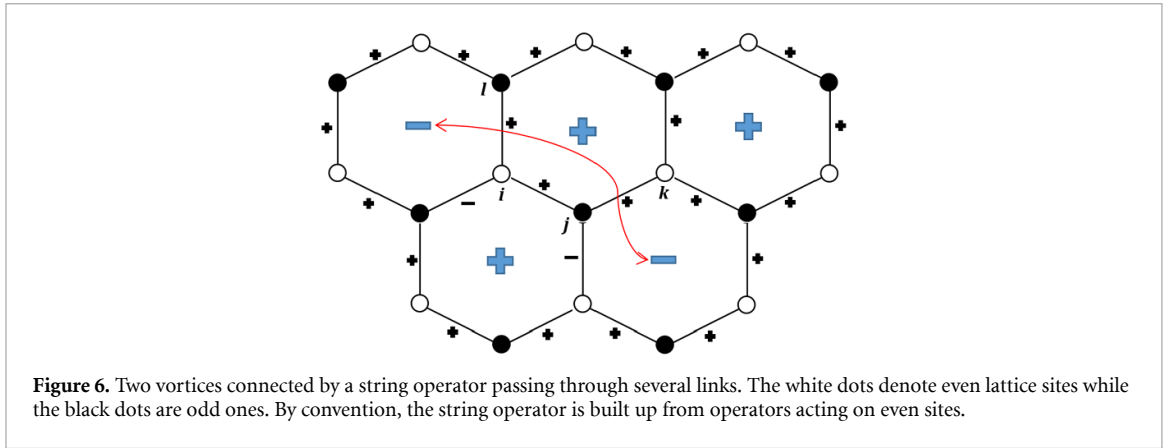 l
i
k
j
Figure 6. Two vortices connected by a string operator passing through several links. The white dots denote even lattice sites while
the black dots are odd ones. By convention, the string operator is built up from operators acting on even sites.